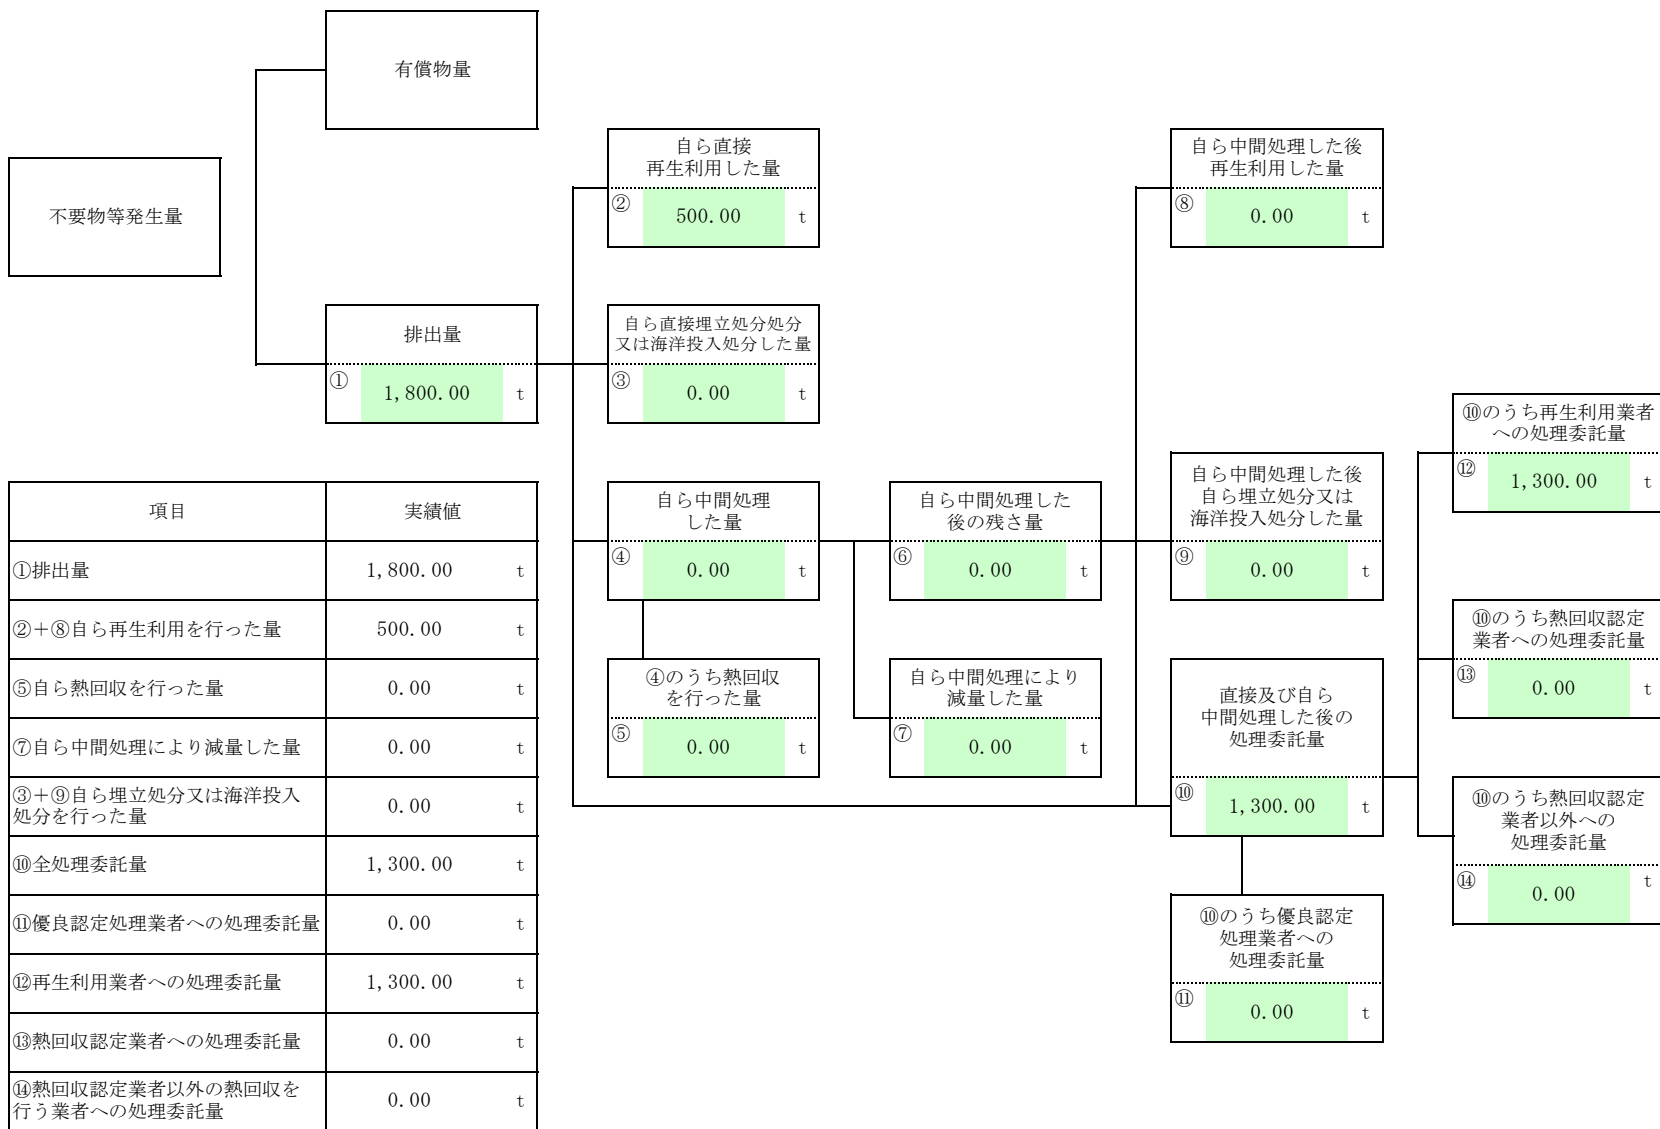 有償物量
不要物等発生量
排出量
① 1,800.00 t
自ら直接
再生利用した量
② 500.00 t
自ら直接埋立処分処分
又は海洋投入処分した量
③ 0.00 t
自ら中間処理
した量
④ 0.00 t
④のうち熱回収
を行った量
⑤ 0.00 t
自ら中間処理した
後の残さ量
⑥ 0.00 t
自ら中間処理により
減量した量
⑦ 0.00 t
自ら中間処理した後
再生利用した量
⑧ 0.00 t
自ら中間処理した後
自ら埋立処分又は
海洋投入処分した量
⑨ 0.00 t
直接及び自ら
中間処理した後の
処理委託量
⑩ 1,300.00 t
⑩のうち優良認定
処理業者への
処理委託量
⑪ 0.00 t
⑩のうち再生利用業者
への処理委託量
⑫ 1,300.00 t
⑩のうち熱回収認定
業者への処理委託量
⑬ 0.00 t
⑩のうち熱回収認定
業者以外への
処理委託量
⑭ 0.00 t
項目 実績値
①排出量 1,800.00 t
②+⑧自ら再生利用を行った量 500.00 t
⑤自ら熱回収を行った量 0.00 t
⑦自ら中間処理により減量した量 0.00 t
③+⑨自ら埋立処分又は海洋投入
処分を行った量 0.00 t
⑩全処理委託量 1,300.00 t
⑪優良認定処理業者への処理委託量 0.00 t
⑫再生利用業者への処理委託量 1,300.00 t
⑬熱回収認定業者への処理委託量 0.00 t
⑭熱回収認定業者以外の熱回収を
行う業者への処理委託量 0.00 t